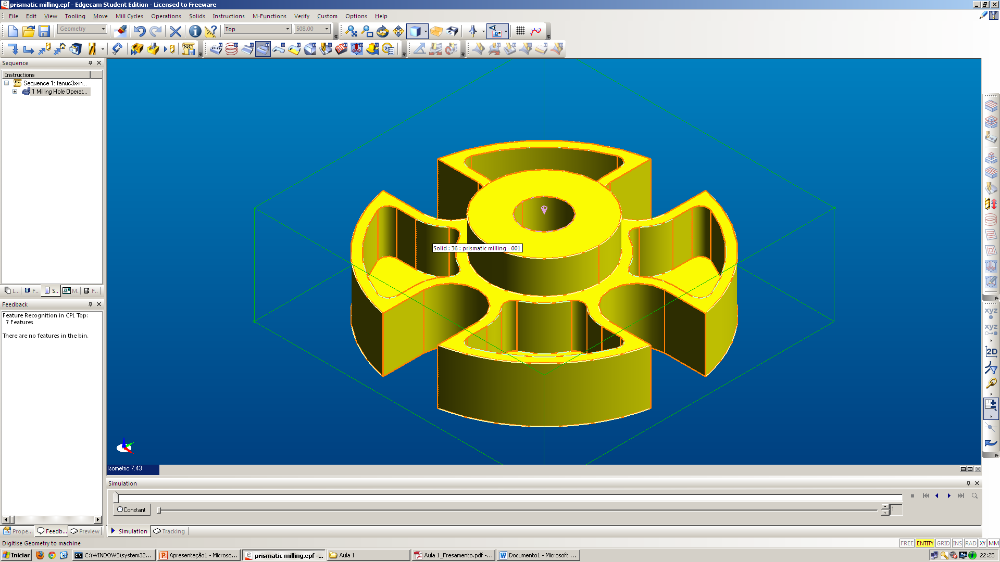 prismatic milling.epf - Edgecam Student Edition - Licensed to Freeware
File Edit View Tooling Move Mill Cycles Operations Solids Instructions M-Functions Verify Custom Options Help
Geometry
Top
508.00
Sequence
Instructions
Sequence 1: fanuc3x-in...
1 Milling Hole Operat...
L... F... S.. M. F..
Feedback
Feature Recognition in CPL Top:
7 Features
There are no features in the bin.
Prope... Feedb... Preview
Solid : 36 : prismatic milling - 001
Isometric 7.43
Simulation
Constant
1
Simulation Tracking
xyz
xyz
2D
Digitise Geometry to machine
FREE ENTITY GRID INS RAD XY MM
Iniciar
C:\WINDOWS\system32...
Apresentação1 - Microso...
prismatic milling.epf -...
Aula 1
Aula 1_Fresamento.pdf -...
Documento1 - Microsoft ...
22:25